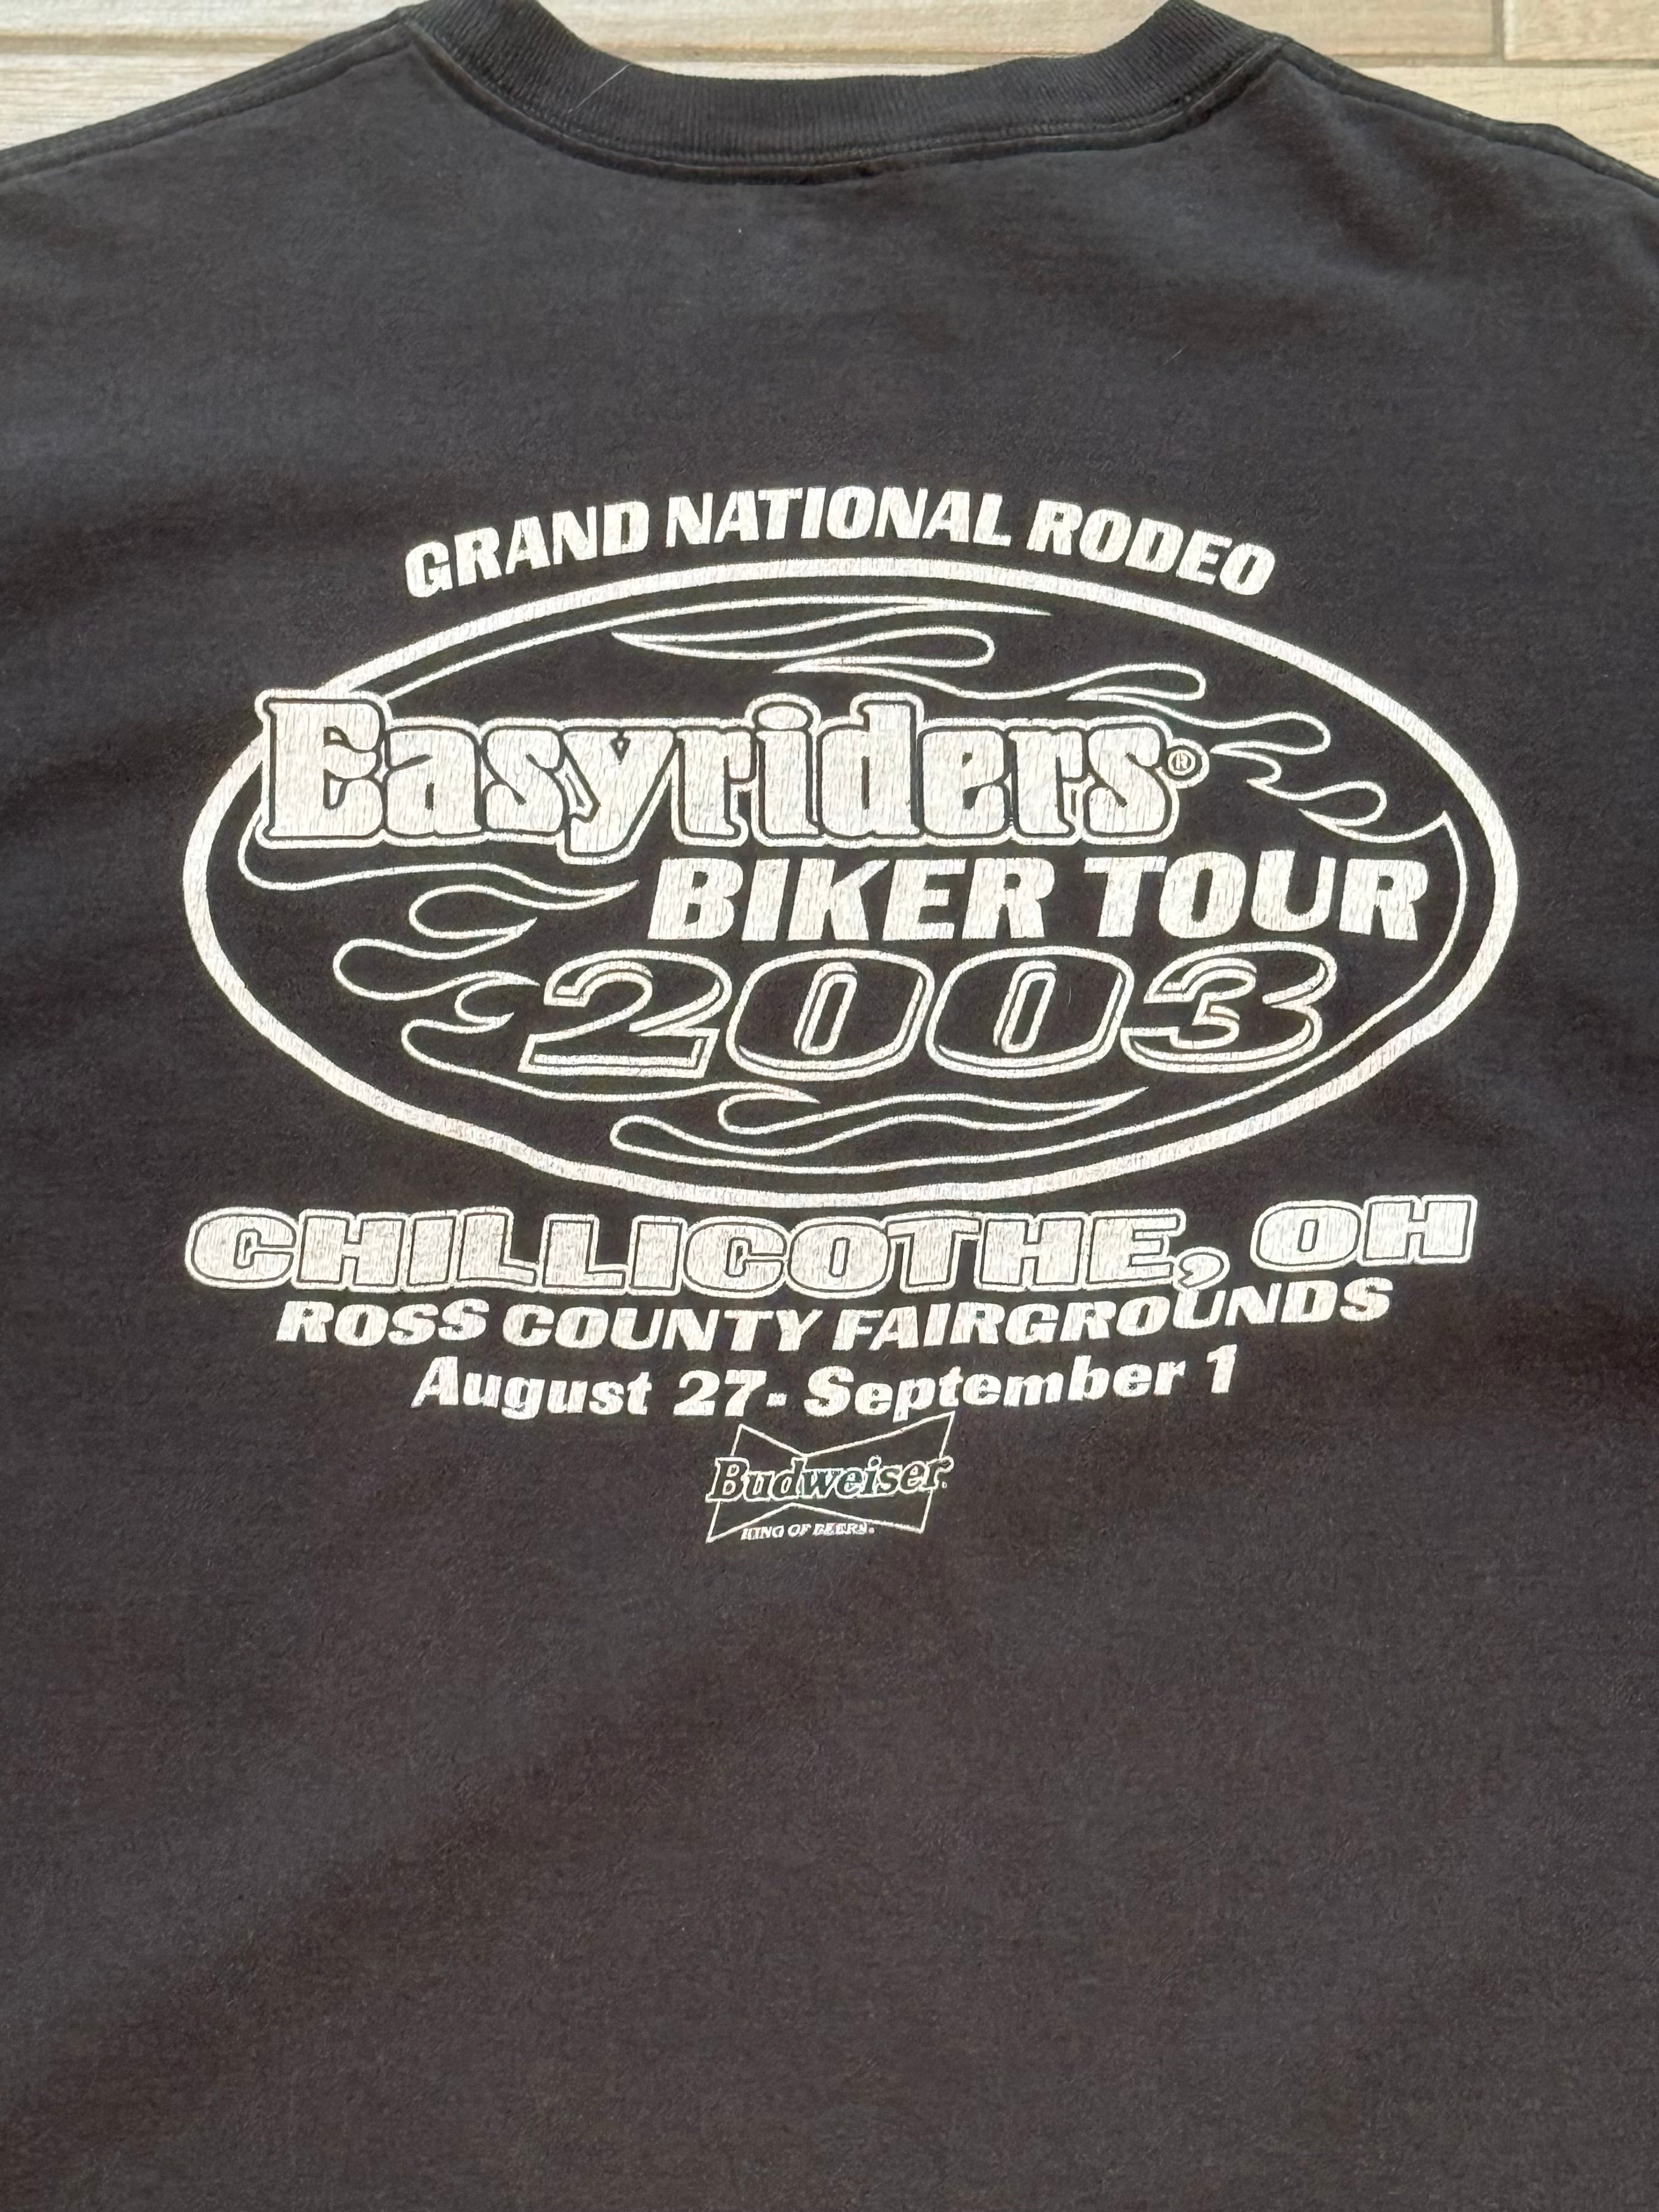 GRAND NATIONAL RODEO
Easyriders®
BIKER TOUR
2003
CHILLICOTHE, OH
ROSS COUNTY FAIRGROUNDS
August 27- September 1
Budweiser
KING OF BEERS.